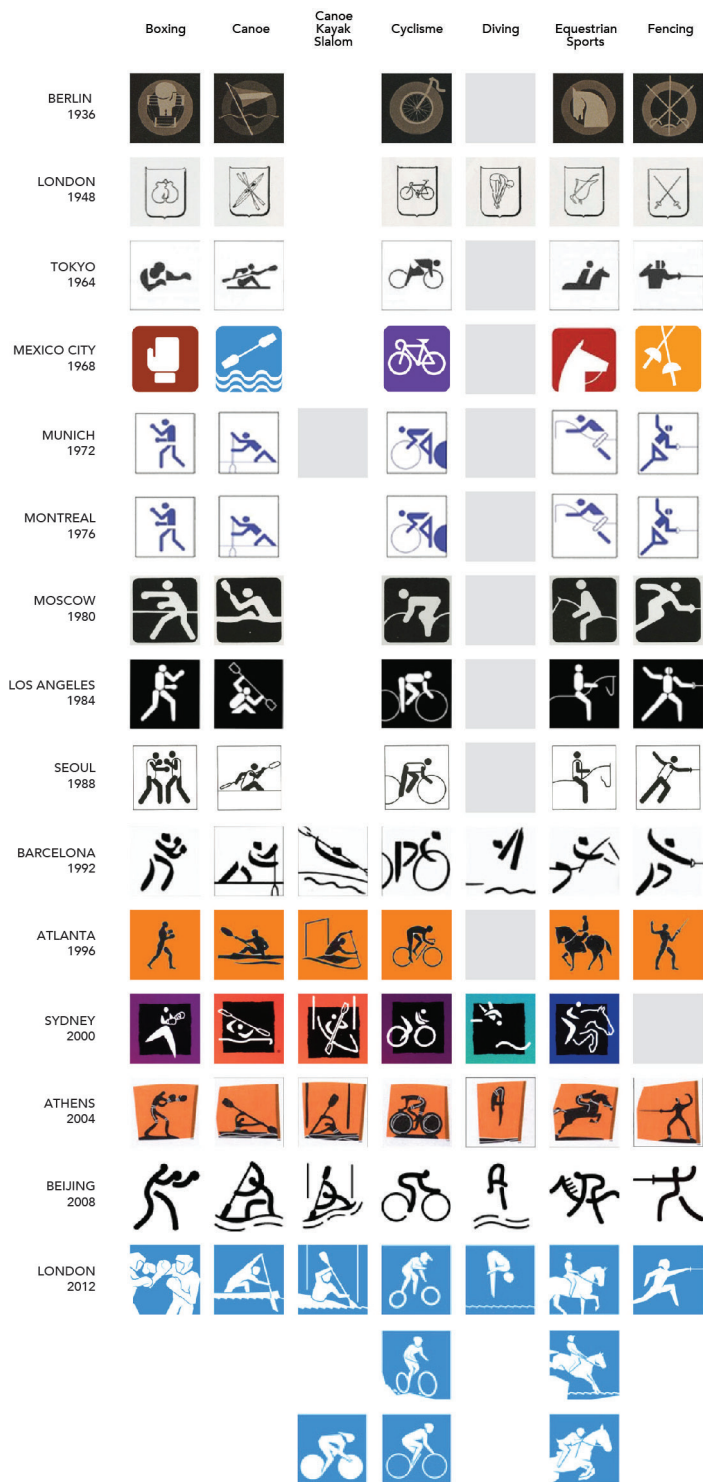 Boxing
Canoe
Canoe
Kayak
Slalom
Cyclisme
Diving
Equestrian
Sports
Fencing
BERLIN
1936
LONDON
1948
TOKYO
1964
MEXICO CITY
1968
MUNICH
1972
MONTREAL
1976
MOSCOW
1980
LOS ANGELES
1984
SEOUL
1988
BARCELONA
1992
ATLANTA
1996
SYDNEY
2000
ATHENS
2004
BEIJING
2008
LONDON
2012